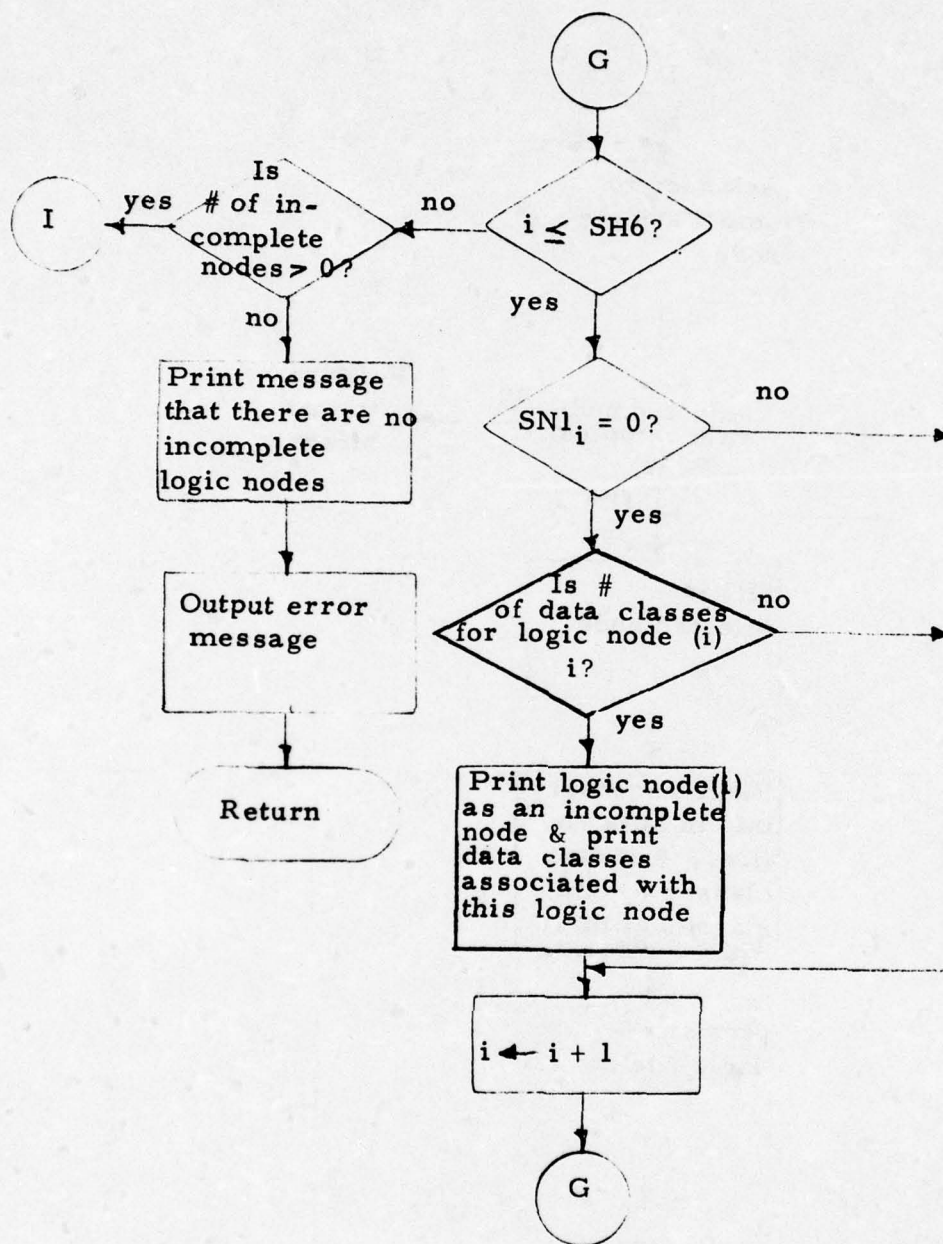 G
i ≤ SH6?
no
yes
Is
# of in-
complete
nodes > 0?
yes
I
no
Print message
that there are no
incomplete
logic nodes
Output error
message
Return
SN1i = 0?
no
yes
Is #
of data classes
for logic node (i)
i?
no
yes
Print logic node(i)
as an incomplete
node & print
data classes
associated with
this logic node
i ← i + 1
G